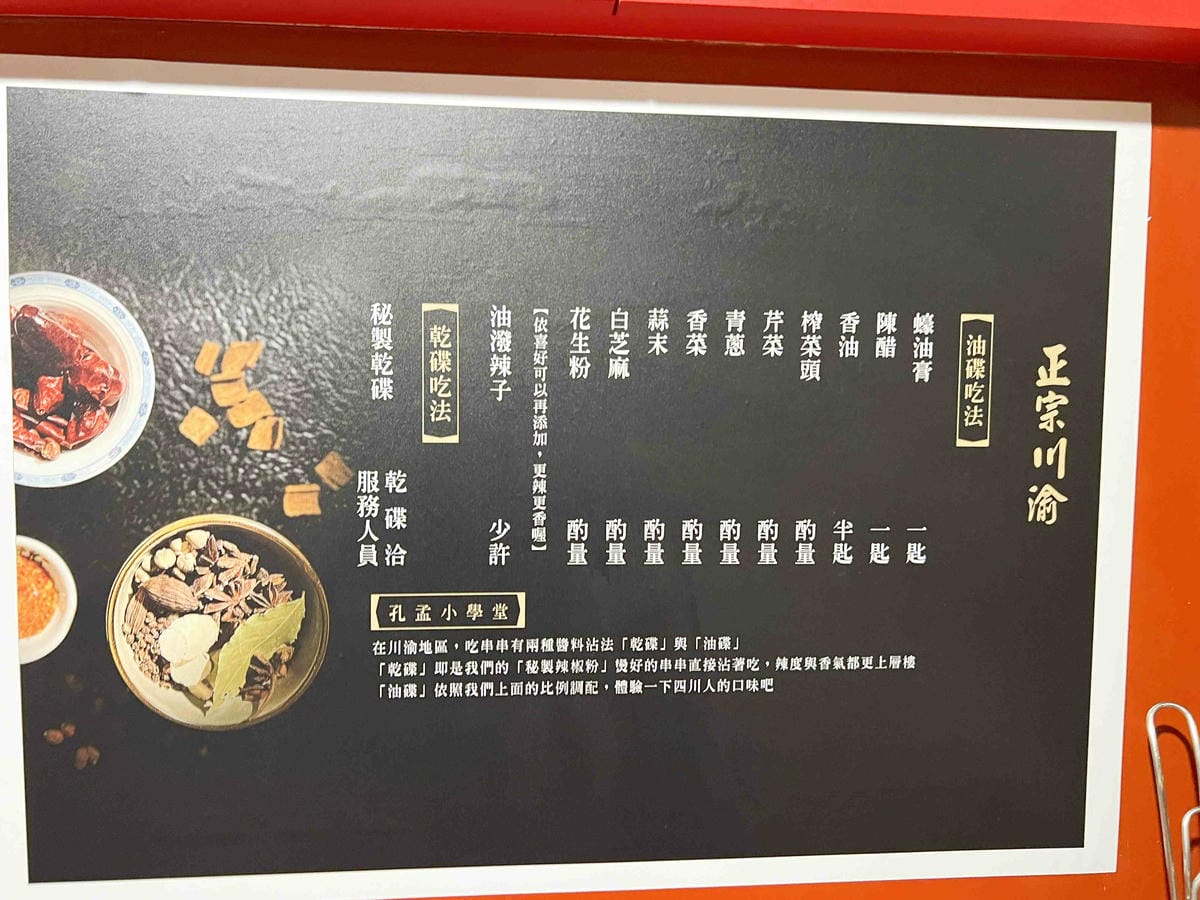 正宗川渝
油碟吃法
蠔油膏 一匙
陳醋 一匙
香油 半匙
榨菜頭 酌量
芹菜 酌量
青蔥 酌量
香菜 酌量
蒜末 酌量
白芝麻 酌量
花生粉 酌量
【依喜好可以再添加，更辣更香喔】
油潑辣子 少許
乾碟吃法
秘製乾碟 乾碟洽
服務人員
孔孟小學堂
在川渝地區，吃串串有兩種醬料沾法「乾碟」與「油碟」
「乾碟」即是我們的「秘製辣椒粉」燙好的串串直接沾著吃，辣度與香氣都更上層樓
「油碟」依照我們上面的比例調配，體驗一下四川人的口味吧